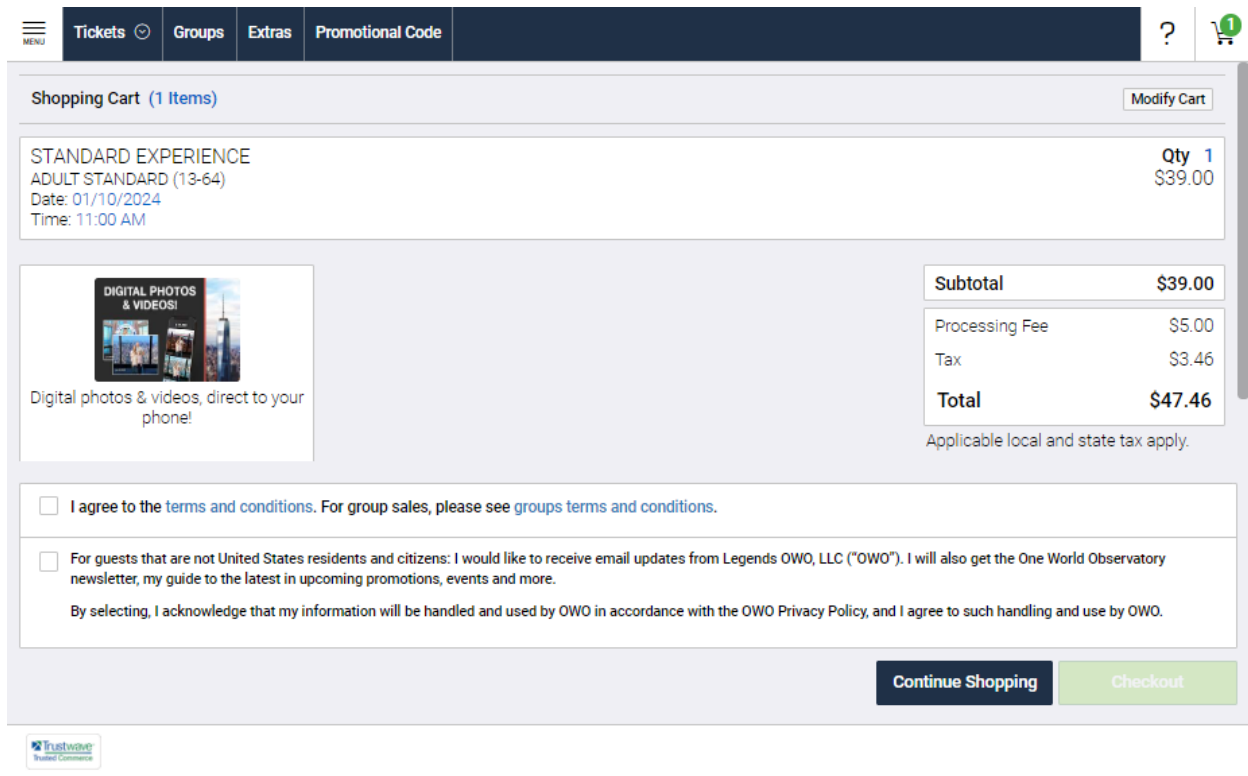 MENU
Tickets
Groups
Extras
Promotional Code
?
1
Shopping Cart (1 Items)
Modify Cart
STANDARD EXPERIENCE
Qty 1
ADULT STANDARD (13-64)
$39.00
Date: 01/10/2024
Time: 11:00 AM
DIGITAL PHOTOS
& VIDEOS!
Digital photos & videos, direct to your
phone!
Subtotal $39.00
Processing Fee $5.00
Tax $3.46
Total $47.46
Applicable local and state tax apply.
I agree to the terms and conditions. For group sales, please see groups terms and conditions.
For guests that are not United States residents and citizens: I would like to receive email updates from Legends OWO, LLC (“OWO”). I will also get the One World Observatory
newsletter, my guide to the latest in upcoming promotions, events and more.
By selecting, I acknowledge that my information will be handled and used by OWO in accordance with the OWO Privacy Policy, and I agree to such handling and use by OWO.
Continue Shopping
Checkout
Trustwave
Trusted Commerce